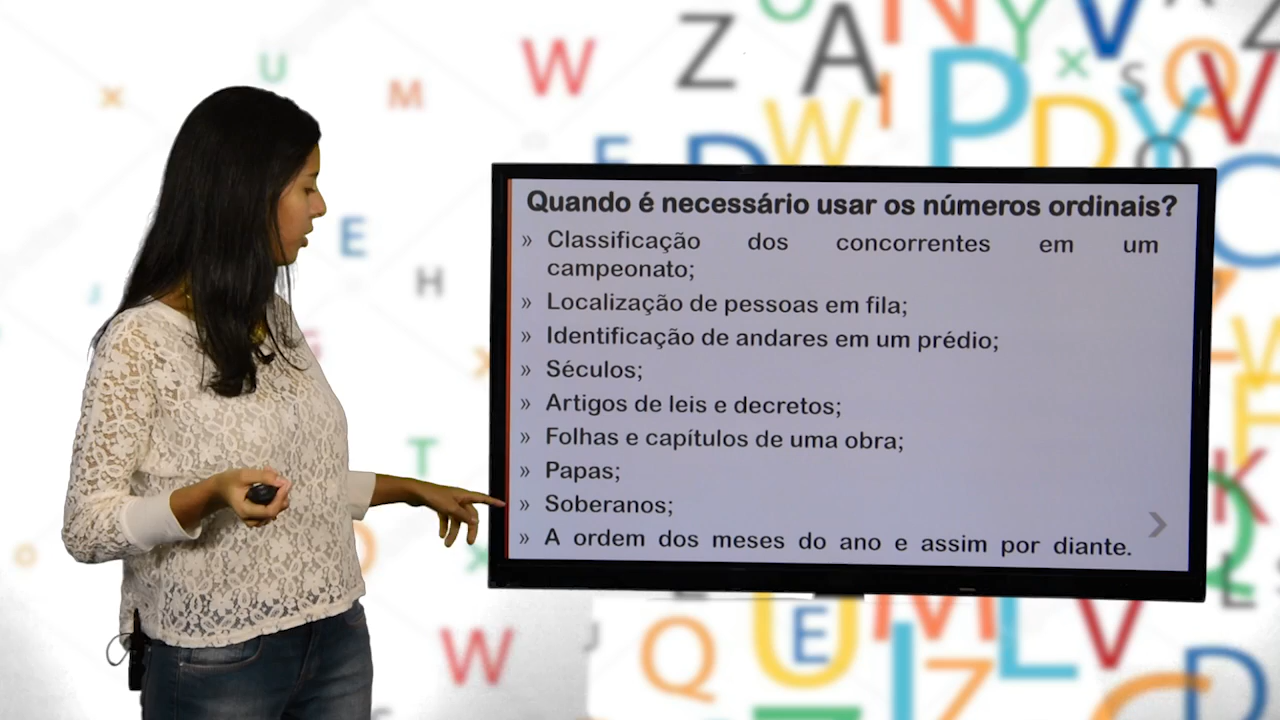 Quando é necessário usar os números ordinais?
» Classificação dos concorrentes em um
campeonato;
» Localização de pessoas em fila;
» Identificação de andares em um prédio;
» Séculos;
» Artigos de leis e decretos;
» Folhas e capítulos de uma obra;
» Papas;
» Soberanos;
» A ordem dos meses do ano e assim por diante.